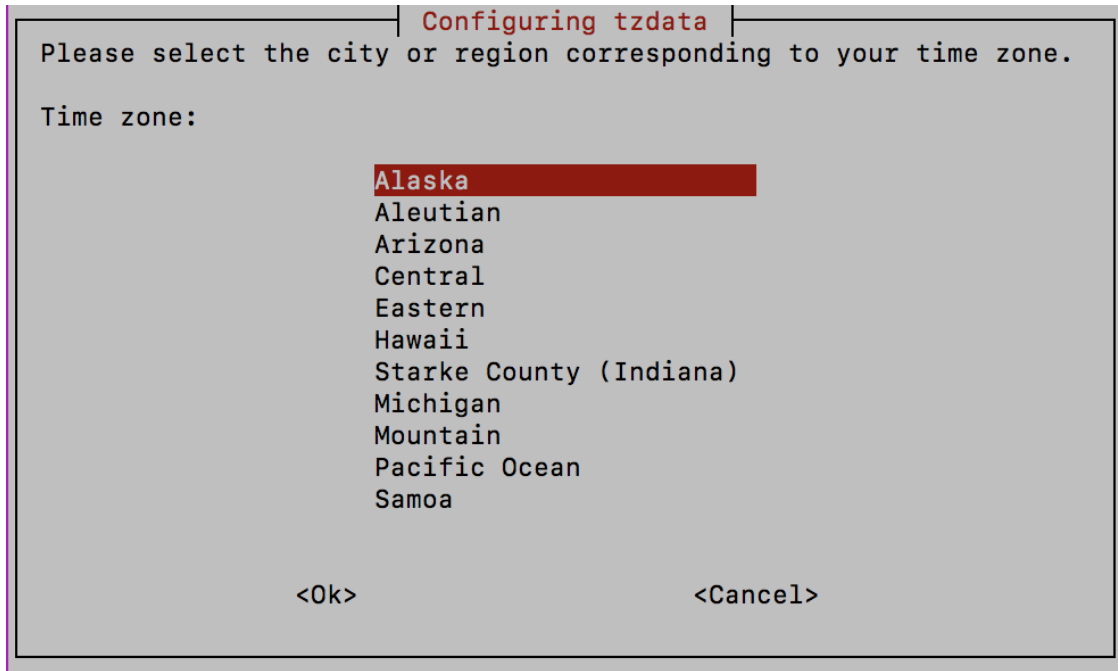 Configuring tzdata
Please select the city or region corresponding to your time zone.
Time zone:
Alaska
Aleutian
Arizona
Central
Eastern
Hawaii
Starke County (Indiana)
Michigan
Mountain
Pacific Ocean
Samoa
<Ok> <Cancel>